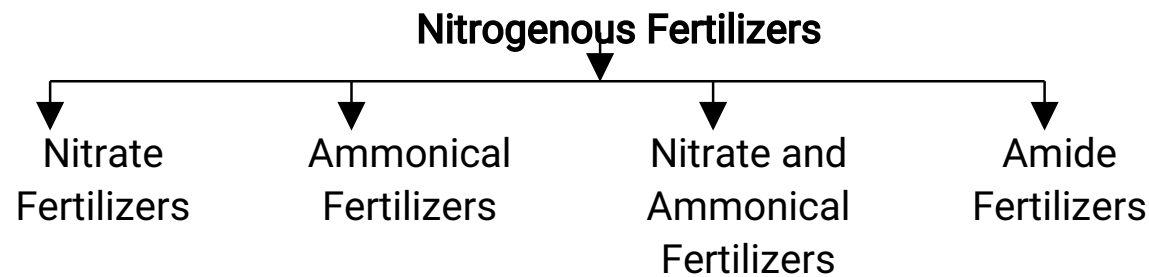 Nitrogenous Fertilizers
Nitrate
Fertilizers
Ammonical
Fertilizers
Nitrate and
Ammonical
Fertilizers
Amide
Fertilizers